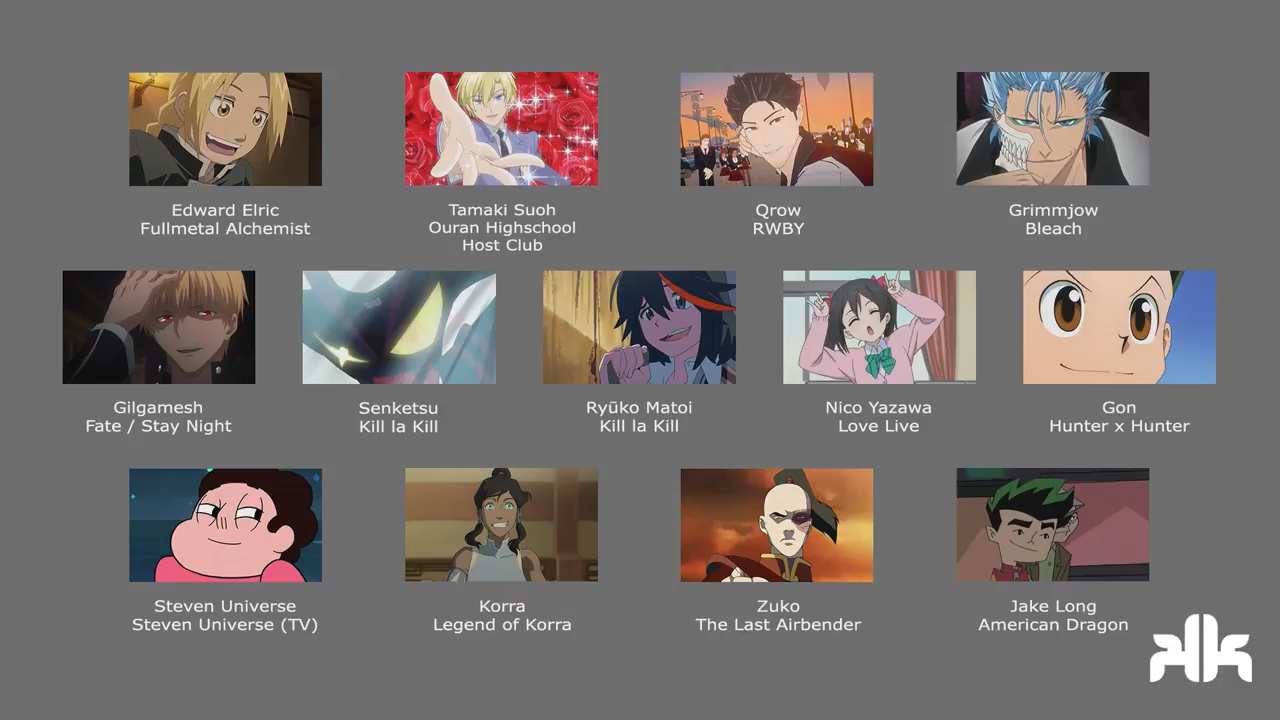 Edward Elric
Fullmetal Alchemist
Tamaki Suoh
Ouran Highschool
Host Club
Qrow
RWBY
Grimmjow
Bleach
Gilgamesh
Fate / Stay Night
Senketsu
Kill la Kill
Ryūko Matoi
Kill la Kill
Nico Yazawa
Love Live
Gon
Hunter x Hunter
Steven Universe
Steven Universe (TV)
Korra
Legend of Korra
Zuko
The Last Airbender
Jake Long
American Dragon